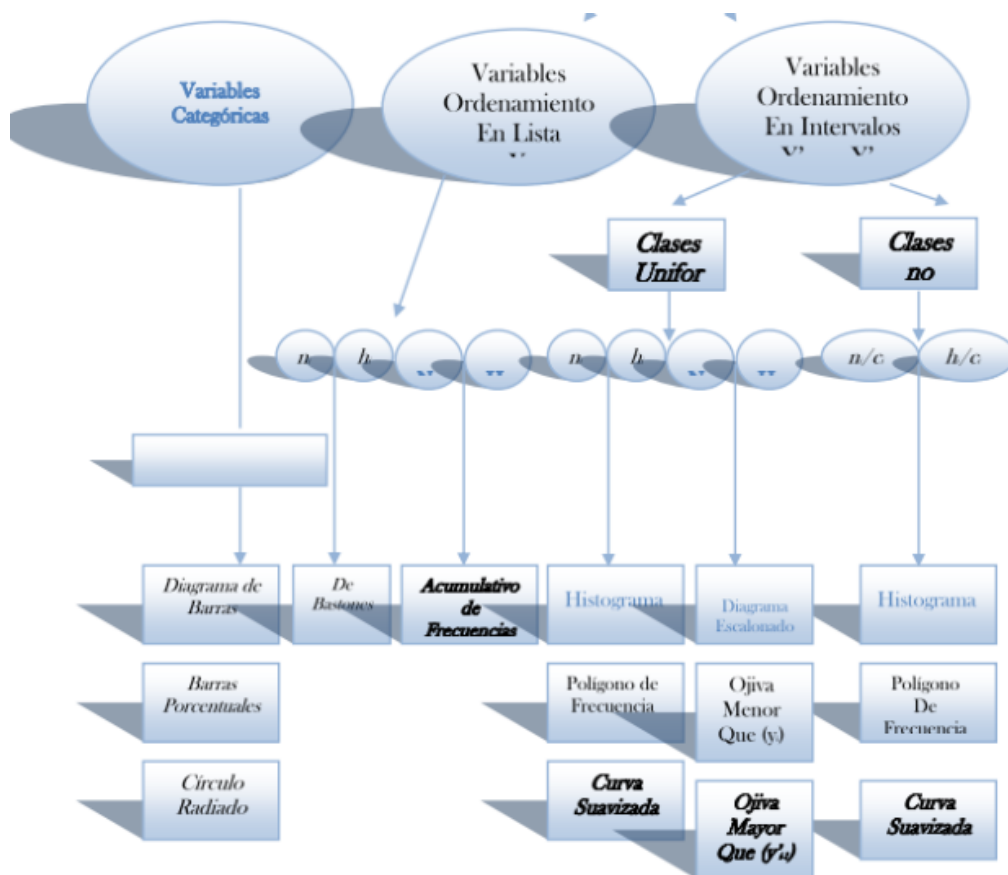 Variables
Categóricas
Variables
Ordenamiento
En Lista
Variables
Ordenamiento
En Intervalos
Clases
Unifor
Clases
no
n
h
n
h
n/c
h/c
Diagrama de
Barras
De
Bastones
Acumulativo
de
Frecuencias
Histograma
Diagrama
Escalonado
Histograma
Barras
Porcentuales
Polígono de
Frecuencia
Ojiva
Menor
Que (y.)
Polígono
De
Frecuencia
Círculo
Radiado
Curva
Suavizada
Ojiva
Mayor
Que
Curva
Suavizada